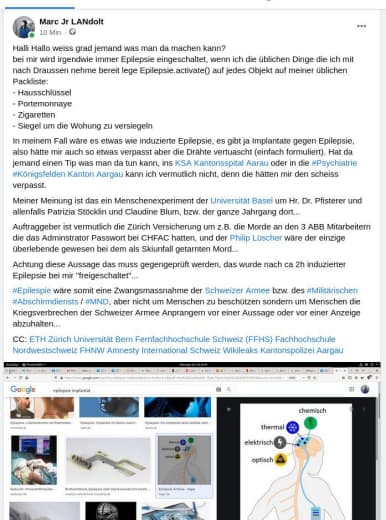 Marc Jr LANdolt
10 Min. ·
Halli Hallo weiss grad jemand was man da machen kann?
bei mir wird irgendwie immer Epilepsie eingeschaltet, wenn ich die üblichen Dinge die ich mit
nach Draussen nehme bereit lege Epilepsie.activate() auf jedes Objekt auf meiner üblichen
Packliste:
- Hausschlüssel
- Portemonnaye
- Zigaretten
- Siegel um die Wohung zu versiegeln
In meinem Fall wäre es etwas wie induzierte Epilepsie, es gibt ja Implantate gegen Epilepsie,
also hätte mir auch so etwas verpasst aber die Drähte vertuascht (einfach formuliert). Hat da
jemand einen Tip was man da tun kann, ins KSA Kantonsspital Aarau oder in die #Psychiatrie
#Königsfelden Kanton Aargau kann ich vermutlich nicht, denn die hätten mir den scheiss
verpasst.
Meiner Meinung ist das ein Menschenexperiment der Universität Basel um Hr. Dr. Pfisterer und
allenfalls Patrizia Stöcklin und Claudine Blum, bzw. der ganze Jahrgang dort...
Auftraggeber ist vermutlich die Zürich Versicherung um z.B. die Morde an den 3 ABB Mitarbeitern
die das Adminstrator Passwort bei CHFAC hatten, und der Philip Lüscher wäre der einzige
überlebende gewesen bei dem als Skiunfall getarnten Mord...
Achtung diese Aussage das muss gegengeprüft werden, das wurde nach ca 2h induzierter
Epilepsie bei mir "freigeschaltet"...
#Epilepsie wäre somit eine Zwangsmassnahme der Schweizer Armee bzw. des #Militärischen
#Abschirmdiensts / #MND, aber nicht um Menschen zu beschützen sondern um Menschen die
Kriegsverbrechen der Schweizer Armee Anprangern vor einer Aussage oder vor einer Anzeige
abzuhalten...
CC: ETH Zürich Universität Bern Fernfachhochschule Schweiz (FFHS) Fachhochschule
Nordwestschweiz FHNW Amnesty International Schweiz Wikileaks Kantonspolizei Aargau
Google
epilepsie implantat
chemisch
thermal
elektrisch
optisch